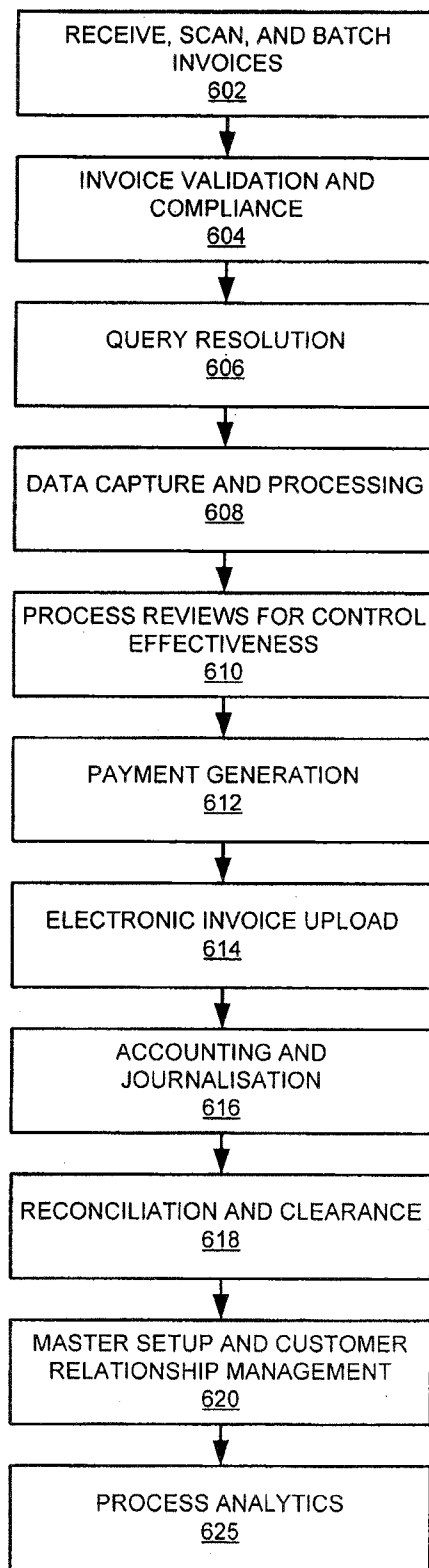 RECEIVE, SCAN, AND BATCH
INVOICES
602
INVOICE VALIDATION AND
COMPLIANCE
604
QUERY RESOLUTION
606
DATA CAPTURE AND PROCESSING
608
PROCESS REVIEWS FOR CONTROL
EFFECTIVENESS
610
PAYMENT GENERATION
612
ELECTRONIC INVOICE UPLOAD
614
ACCOUNTING AND
JOURNALISATION
616
RECONCILIATION AND CLEARANCE
618
MASTER SETUP AND CUSTOMER
RELATIONSHIP MANAGEMENT
620
PROCESS ANALYTICS
625